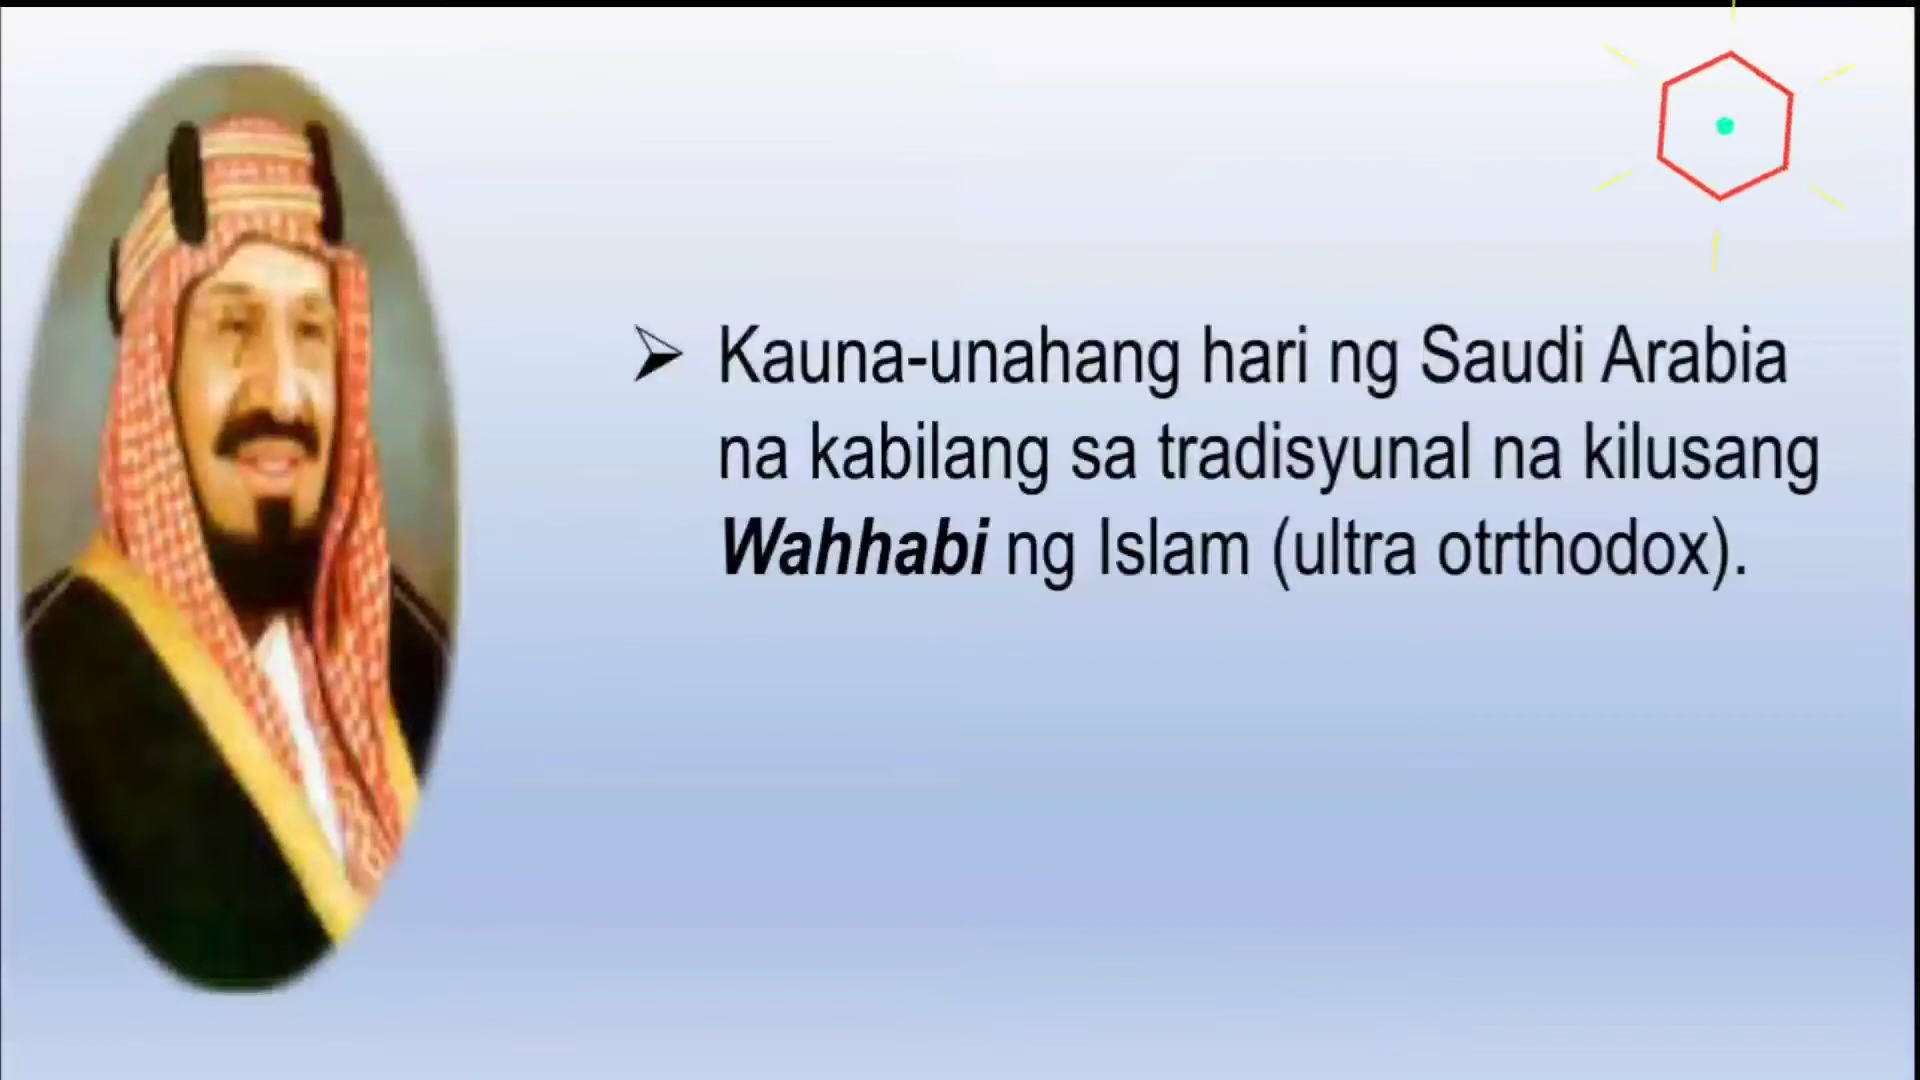 Kauna-unahang hari ng Saudi Arabia
na kabilang sa tradisyunal na kilusang
Wahhabi ng Islam (ultra otrthodox).